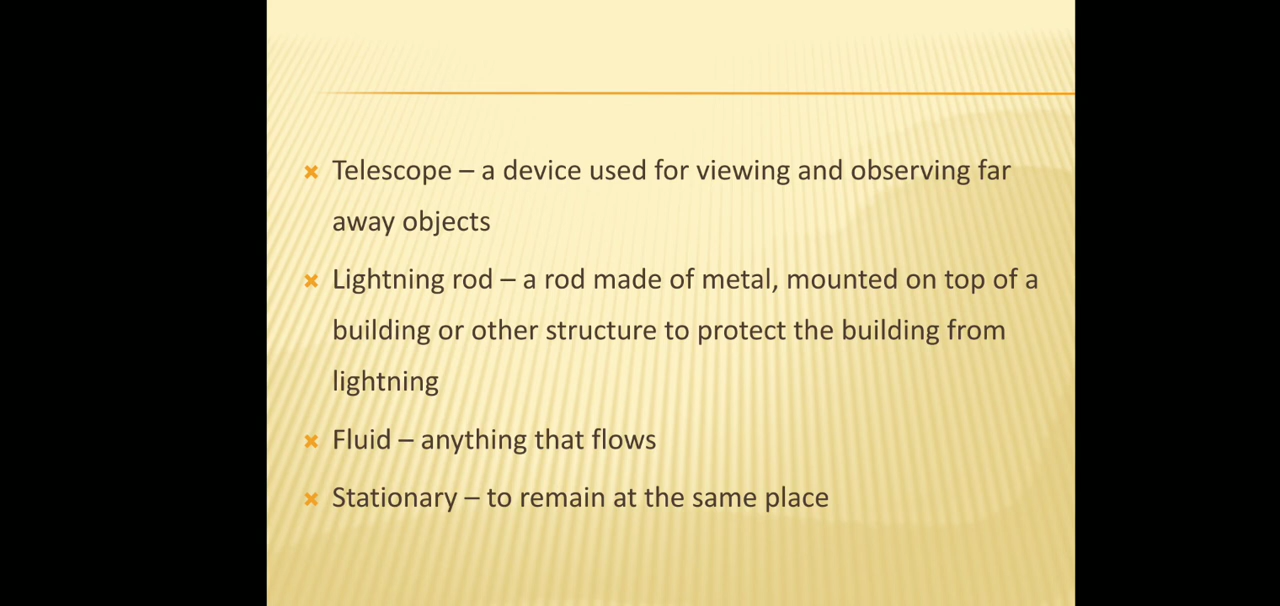 Telescope – a device used for viewing and observing far
away objects
Lightning rod – a rod made of metal, mounted on top of a
building or other structure to protect the building from
lightning
Fluid – anything that flows
Stationary – to remain at the same place